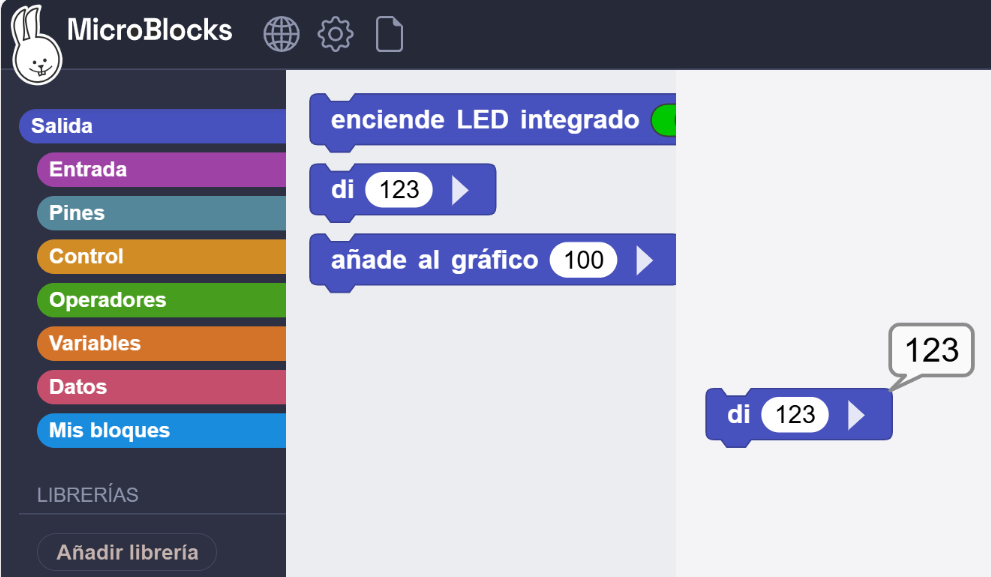 MicroBlocks
Salida
Entrada
Pines
Control
Operadores
Variables
Datos
Mis bloques
LIBRERÍAS
Añadir librería
enciende LED integrado
di 123
añade al gráfico 100
123
di 123